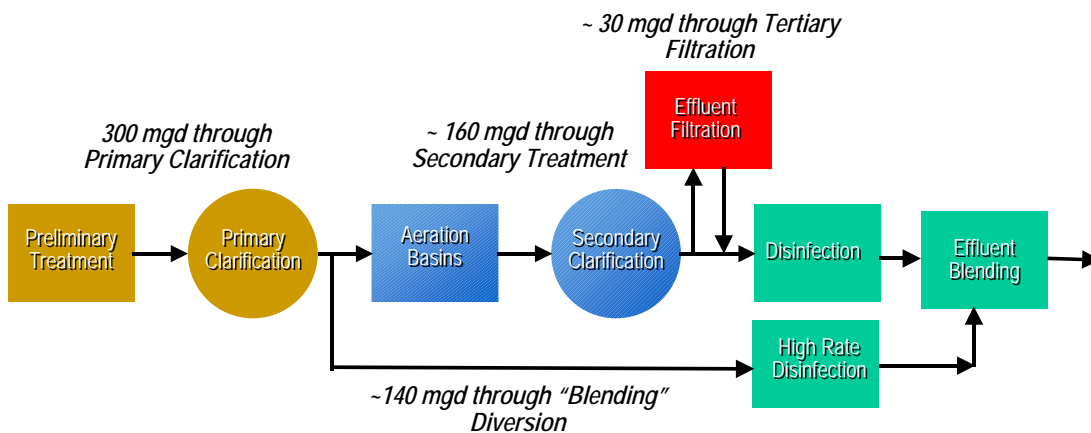 ~ 30 mgd through Tertiary
Filtration
300 mgd through
Primary Clarification
~ 160 mgd through
Secondary Treatment
Effluent
Filtration
Preliminary
Treatment
Primary
Clarification
Aeration
Basins
Secondary
Clarification
Disinfection
Effluent
Blending
High Rate
Disinfection
~140 mgd through “Blending”
Diversion